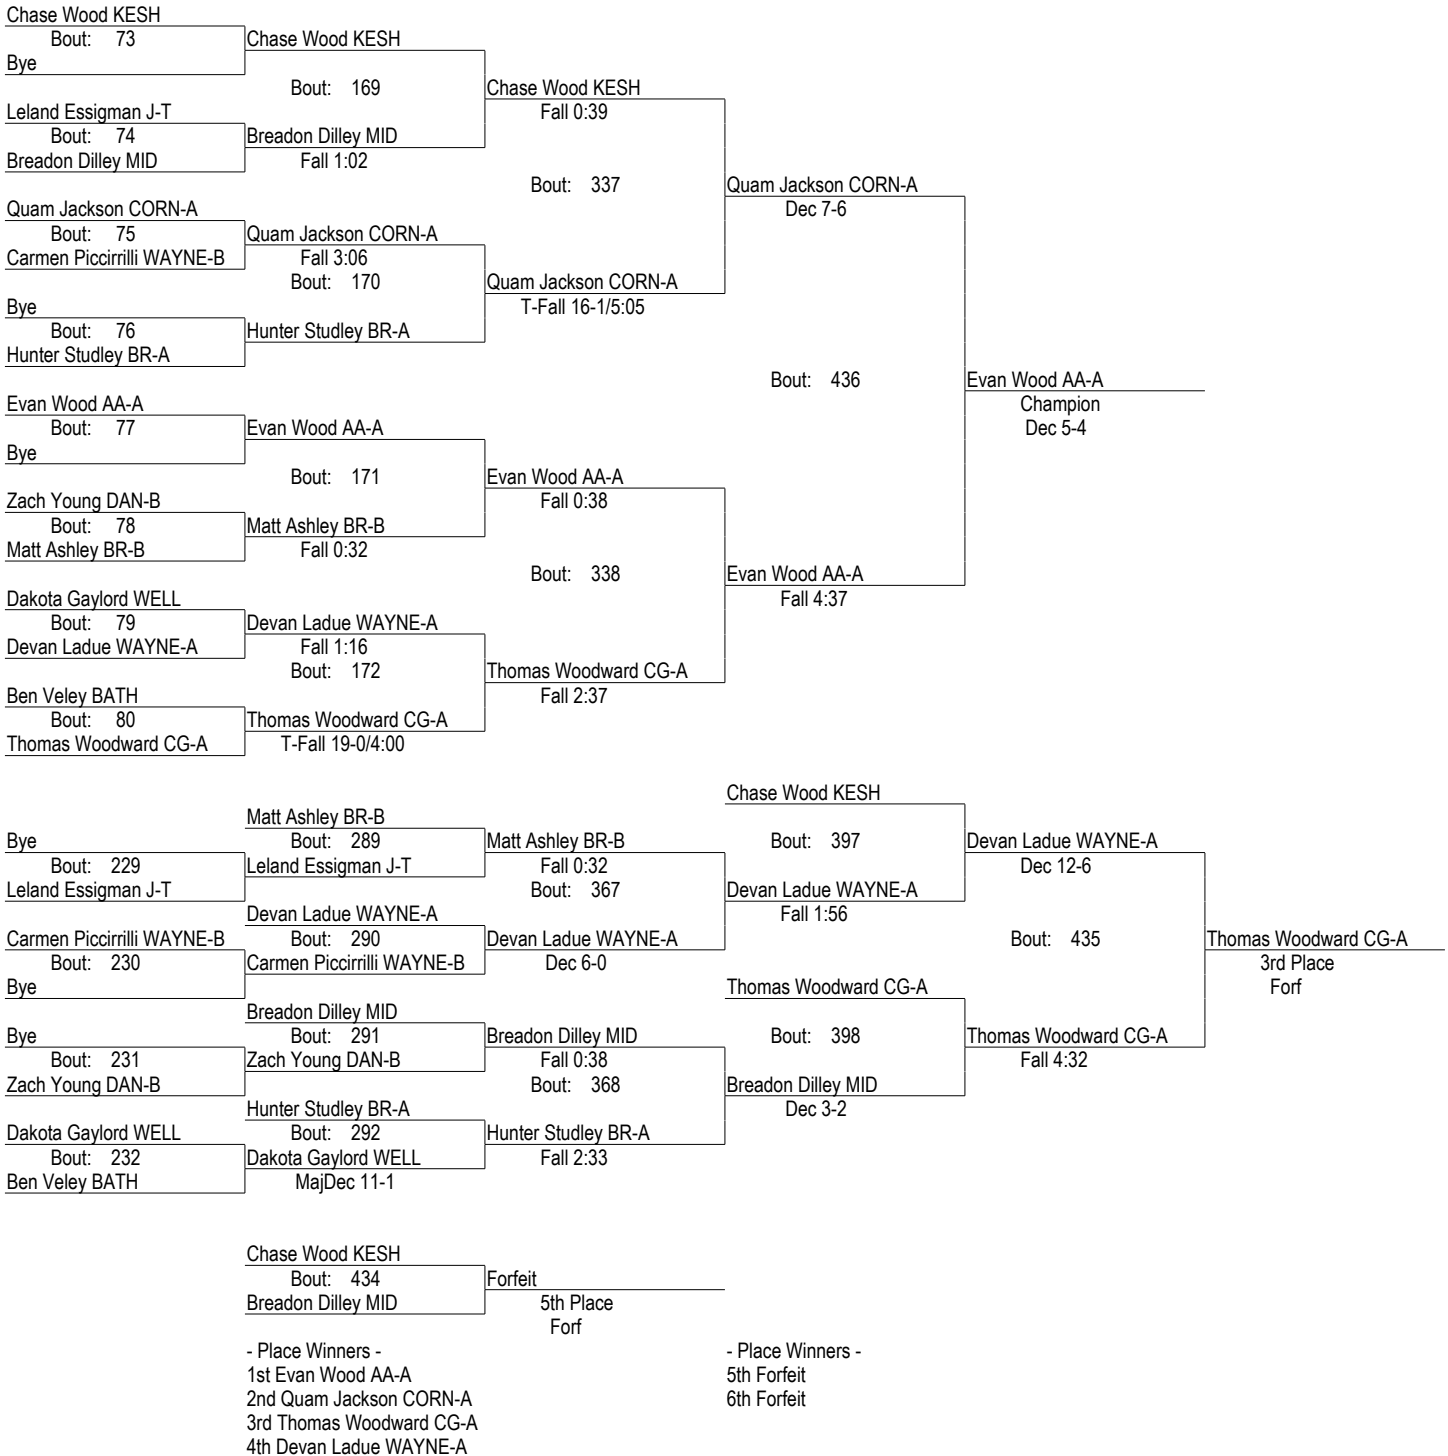 Chase Wood KESH
Bout: 73
Chase Wood KESH
Bye
Bout: 169
Chase Wood KESH
Leland Essigman J-T
Fall 0:39
Bout: 74
Breadon Dilley MID
Breadon Dilley MID
Fall 1:02
Bout: 337
Quam Jackson CORN-A
Quam Jackson CORN-A
Dec 7-6
Bout: 75
Quam Jackson CORN-A
Carmen Piccirrilli WAYNE-B
Fall 3:06
Bout: 170
Quam Jackson CORN-A
Bye
T-Fall 16-1/5:05
Bout: 76
Hunter Studley BR-A
Hunter Studley BR-A
Bout: 436
Evan Wood AA-A
Evan Wood AA-A
Champion
Bout: 77
Evan Wood AA-A
Dec 5-4
Bye
Bout: 171
Evan Wood AA-A
Zach Young DAN-B
Fall 0:38
Bout: 78
Matt Ashley BR-B
Matt Ashley BR-B
Fall 0:32
Bout: 338
Evan Wood AA-A
Dakota Gaylord WELL
Fall 4:37
Bout: 79
Devan Ladue WAYNE-A
Devan Ladue WAYNE-A
Fall 1:16
Bout: 172
Thomas Woodward CG-A
Ben Veley BATH
Fall 2:37
Bout: 80
Thomas Woodward CG-A
Thomas Woodward CG-A
T-Fall 19-0/4:00
Chase Wood KESH
Matt Ashley BR-B
Bye
Bout: 289
Matt Ashley BR-B
Bout: 397
Devan Ladue WAYNE-A
Bout: 229
Leland Essigman J-T
Fall 0:32
Dec 12-6
Leland Essigman J-T
Bout: 367
Devan Ladue WAYNE-A
Devan Ladue WAYNE-A
Fall 1:56
Carmen Piccirrilli WAYNE-B
Bout: 290
Devan Ladue WAYNE-A
Bout: 435
Thomas Woodward CG-A
Bout: 230
Carmen Piccirrilli WAYNE-B
Dec 6-0
3rd Place
Bye
Thomas Woodward CG-A
Forf
Breadon Dilley MID
Bye
Bout: 291
Breadon Dilley MID
Bout: 398
Thomas Woodward CG-A
Bout: 231
Zach Young DAN-B
Fall 0:38
Fall 4:32
Zach Young DAN-B
Bout: 368
Breadon Dilley MID
Hunter Studley BR-A
Dec 3-2
Dakota Gaylord WELL
Bout: 292
Hunter Studley BR-A
Bout: 232
Dakota Gaylord WELL
Fall 2:33
Ben Veley BATH
MajDec 11-1
Chase Wood KESH
Bout: 434
Forfeit
Breadon Dilley MID
5th Place
Forf
- Place Winners -
1st Evan Wood AA-A
2nd Quam Jackson CORN-A
3rd Thomas Woodward CG-A
4th Devan Ladue WAYNE-A
- Place Winners -
5th Forfeit
6th Forfeit